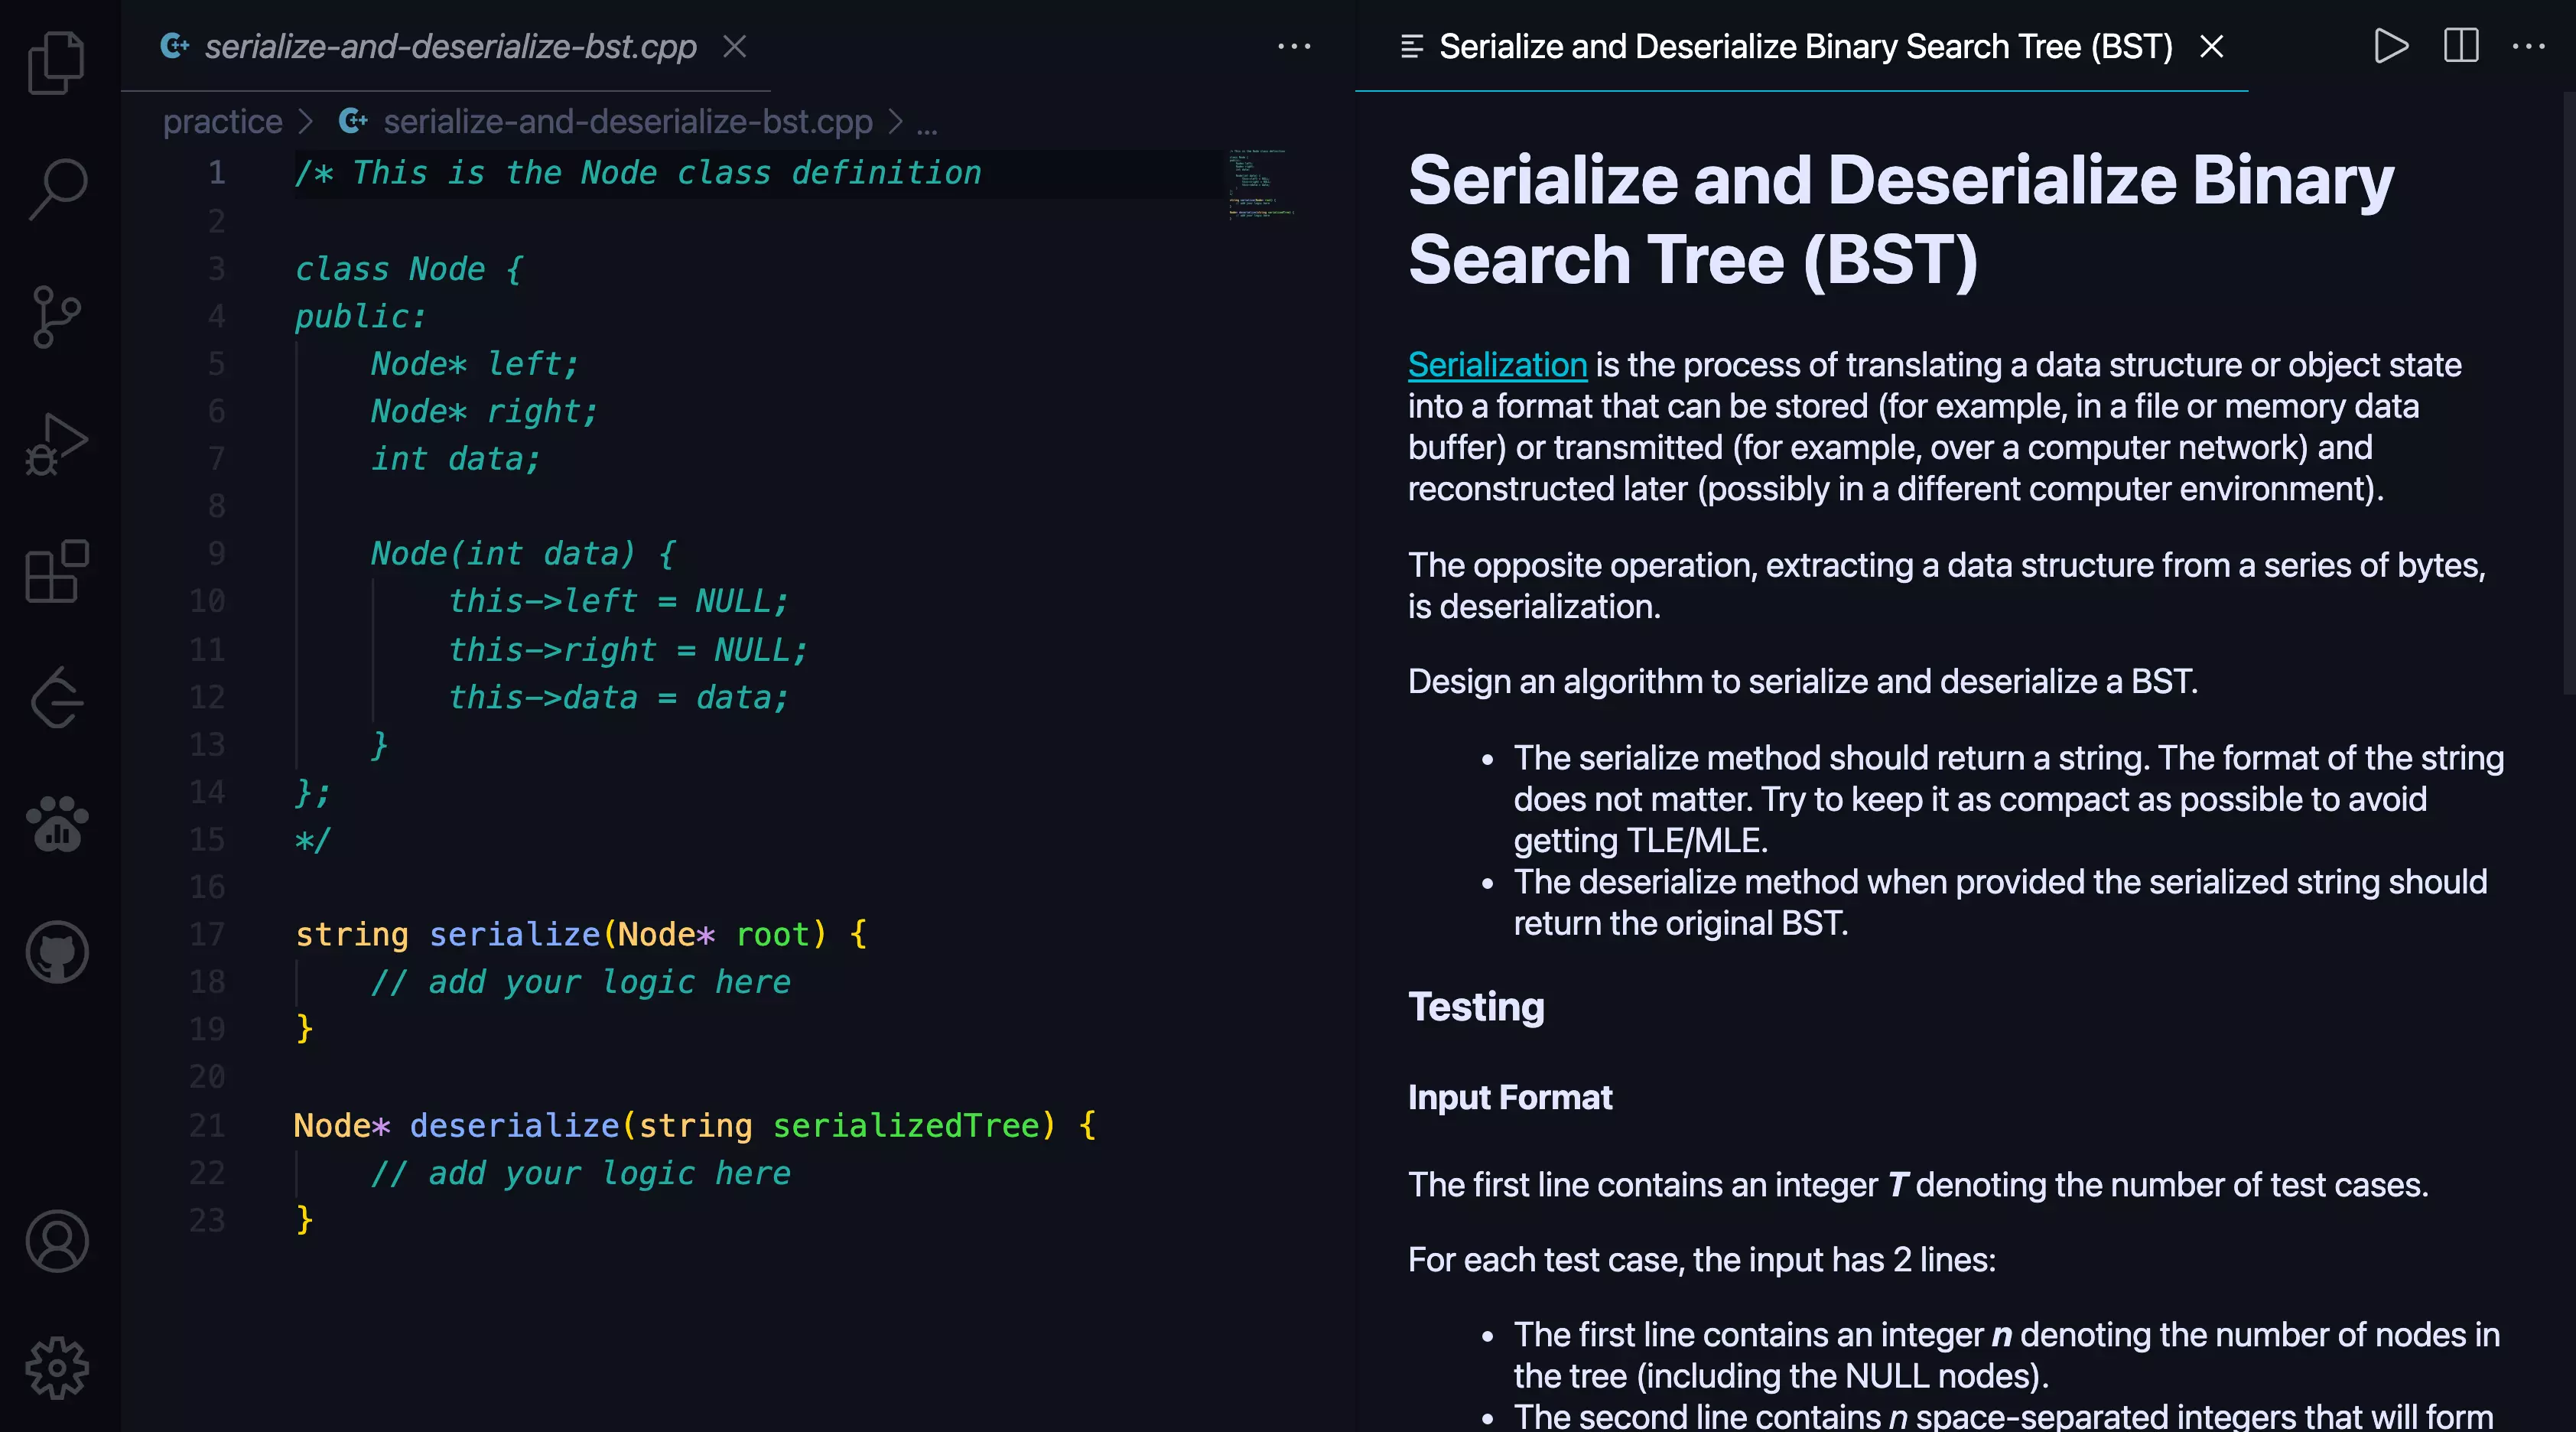 serialize-and-deserialize-bst.cpp
practice > serialize-and-deserialize-bst.cpp > ...
1 /* This is the Node class definition
2
3 class Node {
4 public:
5 Node* left;
6 Node* right;
7 int data;
8
9 Node(int data) {
10 this->left = NULL;
11 this->right = NULL;
12 this->data = data;
13 }
14 };
15 */
16
17 string serialize(Node* root) {
18 // add your logic here
19 }
20
21 Node* deserialize(string serializedTree) {
22 // add your logic here
23 }
Serialize and Deserialize Binary Search Tree (BST)
Serialize and Deserialize Binary
Search Tree (BST)
Serialization is the process of translating a data structure or object state
into a format that can be stored (for example, in a file or memory data
buffer) or transmitted (for example, over a computer network) and
reconstructed later (possibly in a different computer environment).
The opposite operation, extracting a data structure from a series of bytes,
is deserialization.
Design an algorithm to serialize and deserialize a BST.
• The serialize method should return a string. The format of the string
does not matter. Try to keep it as compact as possible to avoid
getting TLE/MLE.
• The deserialize method when provided the serialized string should
return the original BST.
Testing
Input Format
The first line contains an integer T denoting the number of test cases.
For each test case, the input has 2 lines:
• The first line contains an integer n denoting the number of nodes in
the tree (including the NULL nodes).
• The second line contains n space-separated integers that will form